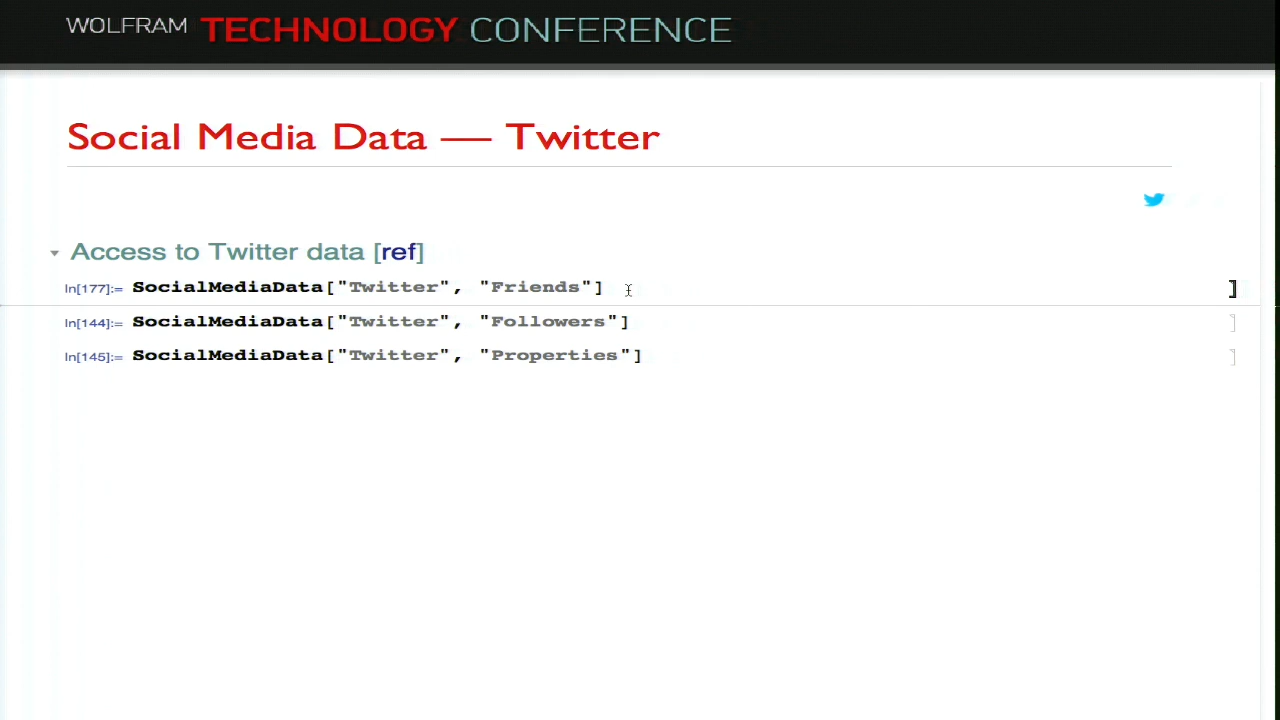 WOLFRAM TECHNOLOGY CONFERENCE
Social Media Data — Twitter
Access to Twitter data [ref]
In[177]:= SocialMediaData["Twitter", "Friends"]
In[144]:= SocialMediaData["Twitter", "Followers"]
In[145]:= SocialMediaData["Twitter", "Properties"]